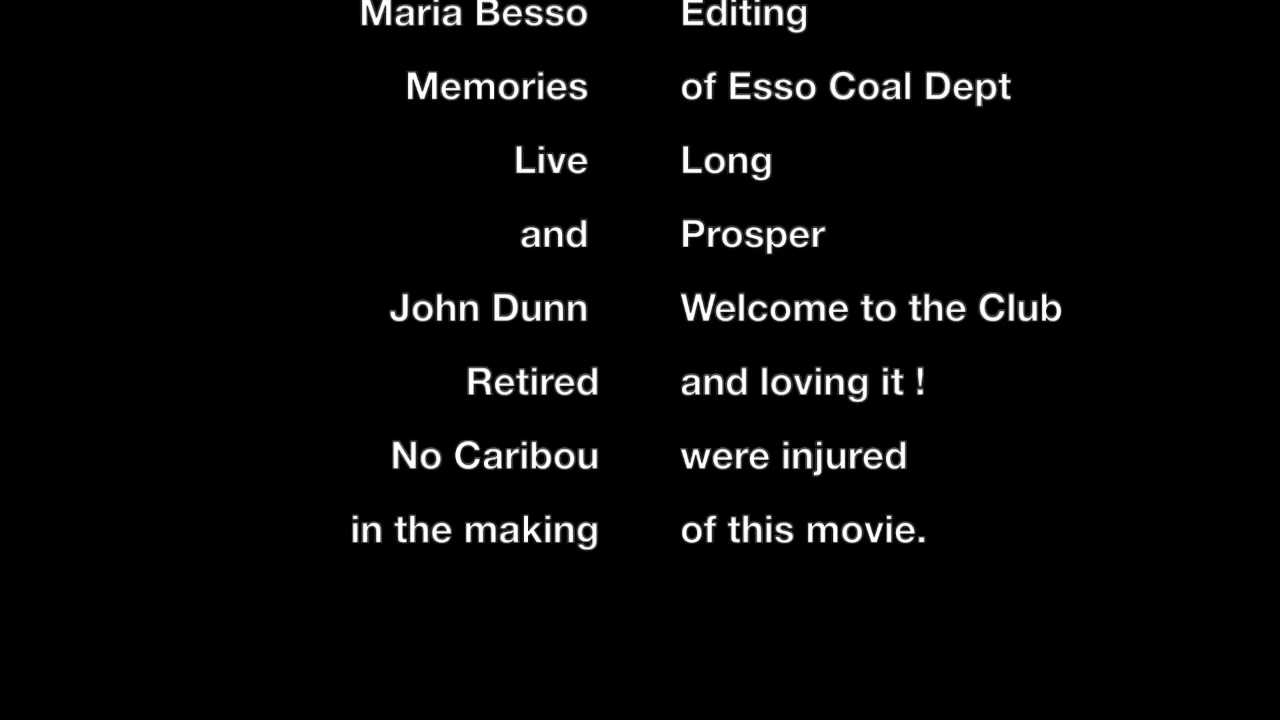 Maria Besso Editing
Memories of Esso Coal Dept
Live Long
and Prosper
John Dunn Welcome to the Club
Retired and loving it !
No Caribou were injured
in the making of this movie.